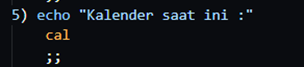 5) echo "Kalender saat ini :"
cal
;;